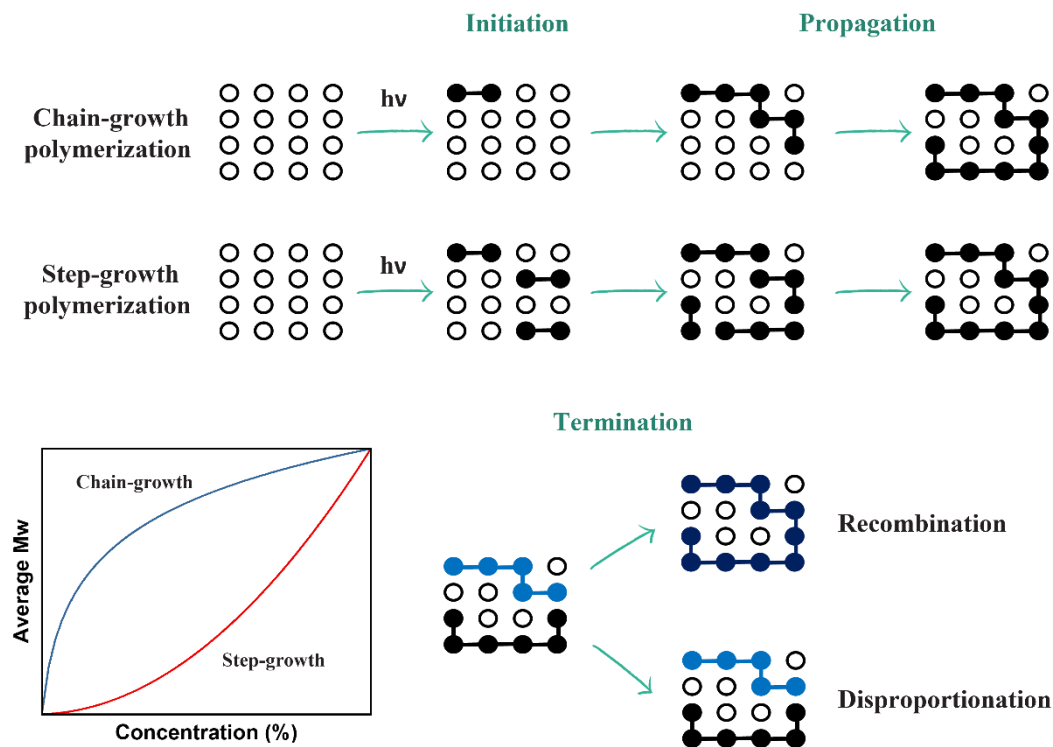 Initiation
Propagation
Chain-growth
polymerization
hν
Step-growth
polymerization
hν
Termination
Chain-growth
Step-growth
Average Mw
Concentration (%)
Recombination
Disproportionation